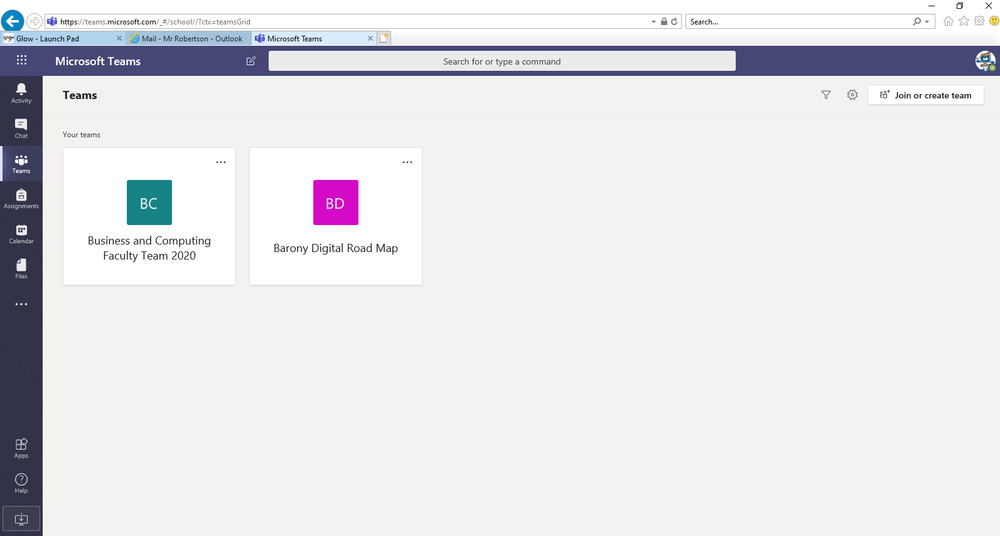 https://teams.microsoft.com/_#/school//?ctx=teamsGrid
Search...
glow
Glow - Launch Pad
Mail - Mr Robertson - Outlook
Microsoft Teams
Microsoft Teams
Search for or type a command
Activity
Chat
Teams
Assignments
Calendar
Files
Apps
Help
Teams
Join or create team
Your teams
BC
Business and Computing
Faculty Team 2020
BD
Barony Digital Road Map